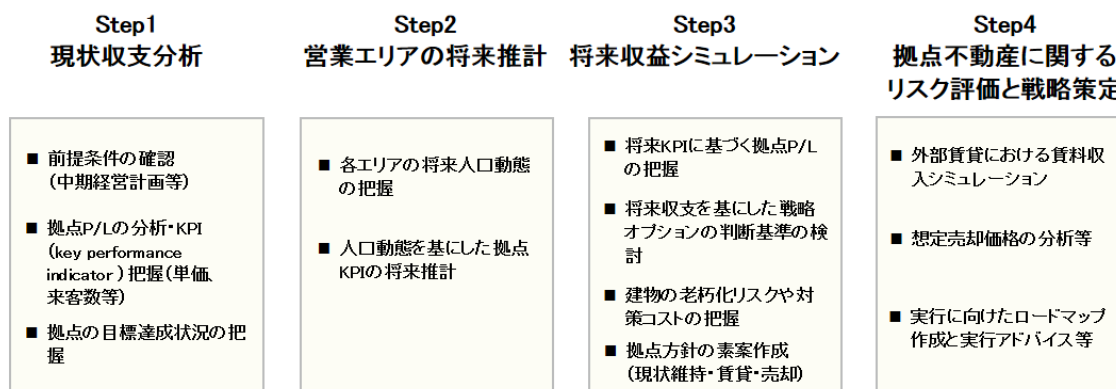 Step1
現状収支分析
■ 前提条件の確認
(中期経営計画等)
■ 拠点P/Lの分析・KPI
(key performance
indicator )把握(単価、
来客数等)
■ 拠点の目標達成状況の把
握
Step2
営業エリアの将来推計
■ 各エリアの将来人口動態
の把握
■ 人口動態を基にした拠点
KPIの将来推計
Step3
将来収益シミュレーション
■ 将来KPIに基づく拠点P/L
の把握
■ 将来収支を基にした戦略
オプションの判断基準の検
討
■ 建物の老朽化リスクや対
策コストの把握
■ 拠点方針の素案作成
(現状維持・賃貸・売却)
Step4
拠点不動産に関する
リスク評価と戦略策定
■ 外部賃貸における賃料収
入シミュレーション
■ 想定売却価格の分析等
■ 実行に向けたロードマップ
作成と実行アドバイス等